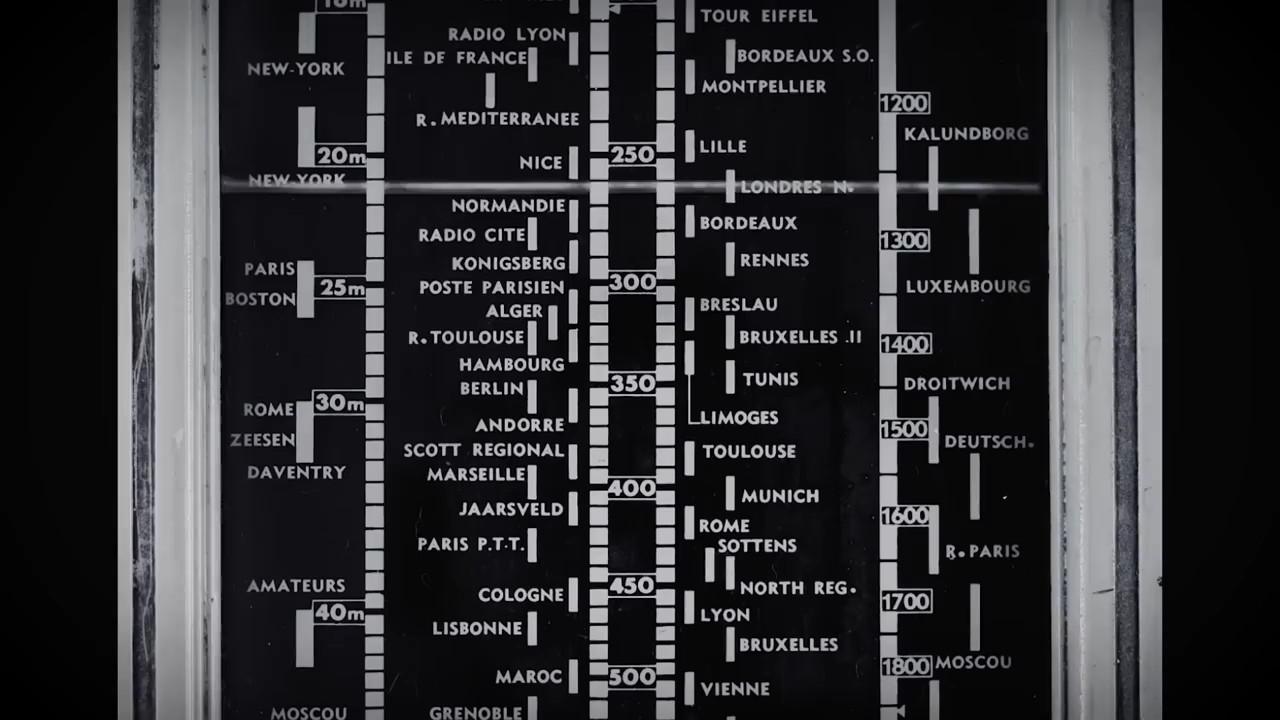 NEW-YORK
20m
NEW YORK
PARIS
25m
BOSTON
30m
ROME
ZEESEN
DAVENTRY
AMATEURS
40m
MOSCOU
RADIO LYON
ILE DE FRANCE
R. MEDITERRANEE
NICE
NORMANDIE
RADIO CITE
KONIGSBERG
POSTE PARISIEN
ALGER
R. TOULOUSE
HAMBOURG
BERLIN
ANDORRE
SCOTT REGIONAL
MARSEILLE
JAARSVELD
PARIS P.T.T.
COLOGNE
LISBONNE
MAROC
GRENOBLE
250
300
350
400
450
500
TOUR EIFFEL
BORDEAUX S.O.
MONTPELLIER
LILLE
LONDRES N.
BORDEAUX
RENNES
BRESLAU
BRUXELLES II
TUNIS
LIMOGES
TOULOUSE
MUNICH
ROME
SOTTENS
NORTH REG.
LYON
BRUXELLES
VIENNE
1200
KALUNDBORG
1300
LUXEMBOURG
1400
DROITWICH
1500
DEUTSCH.
1600
R. PARIS
1700
1800
MOSCOU